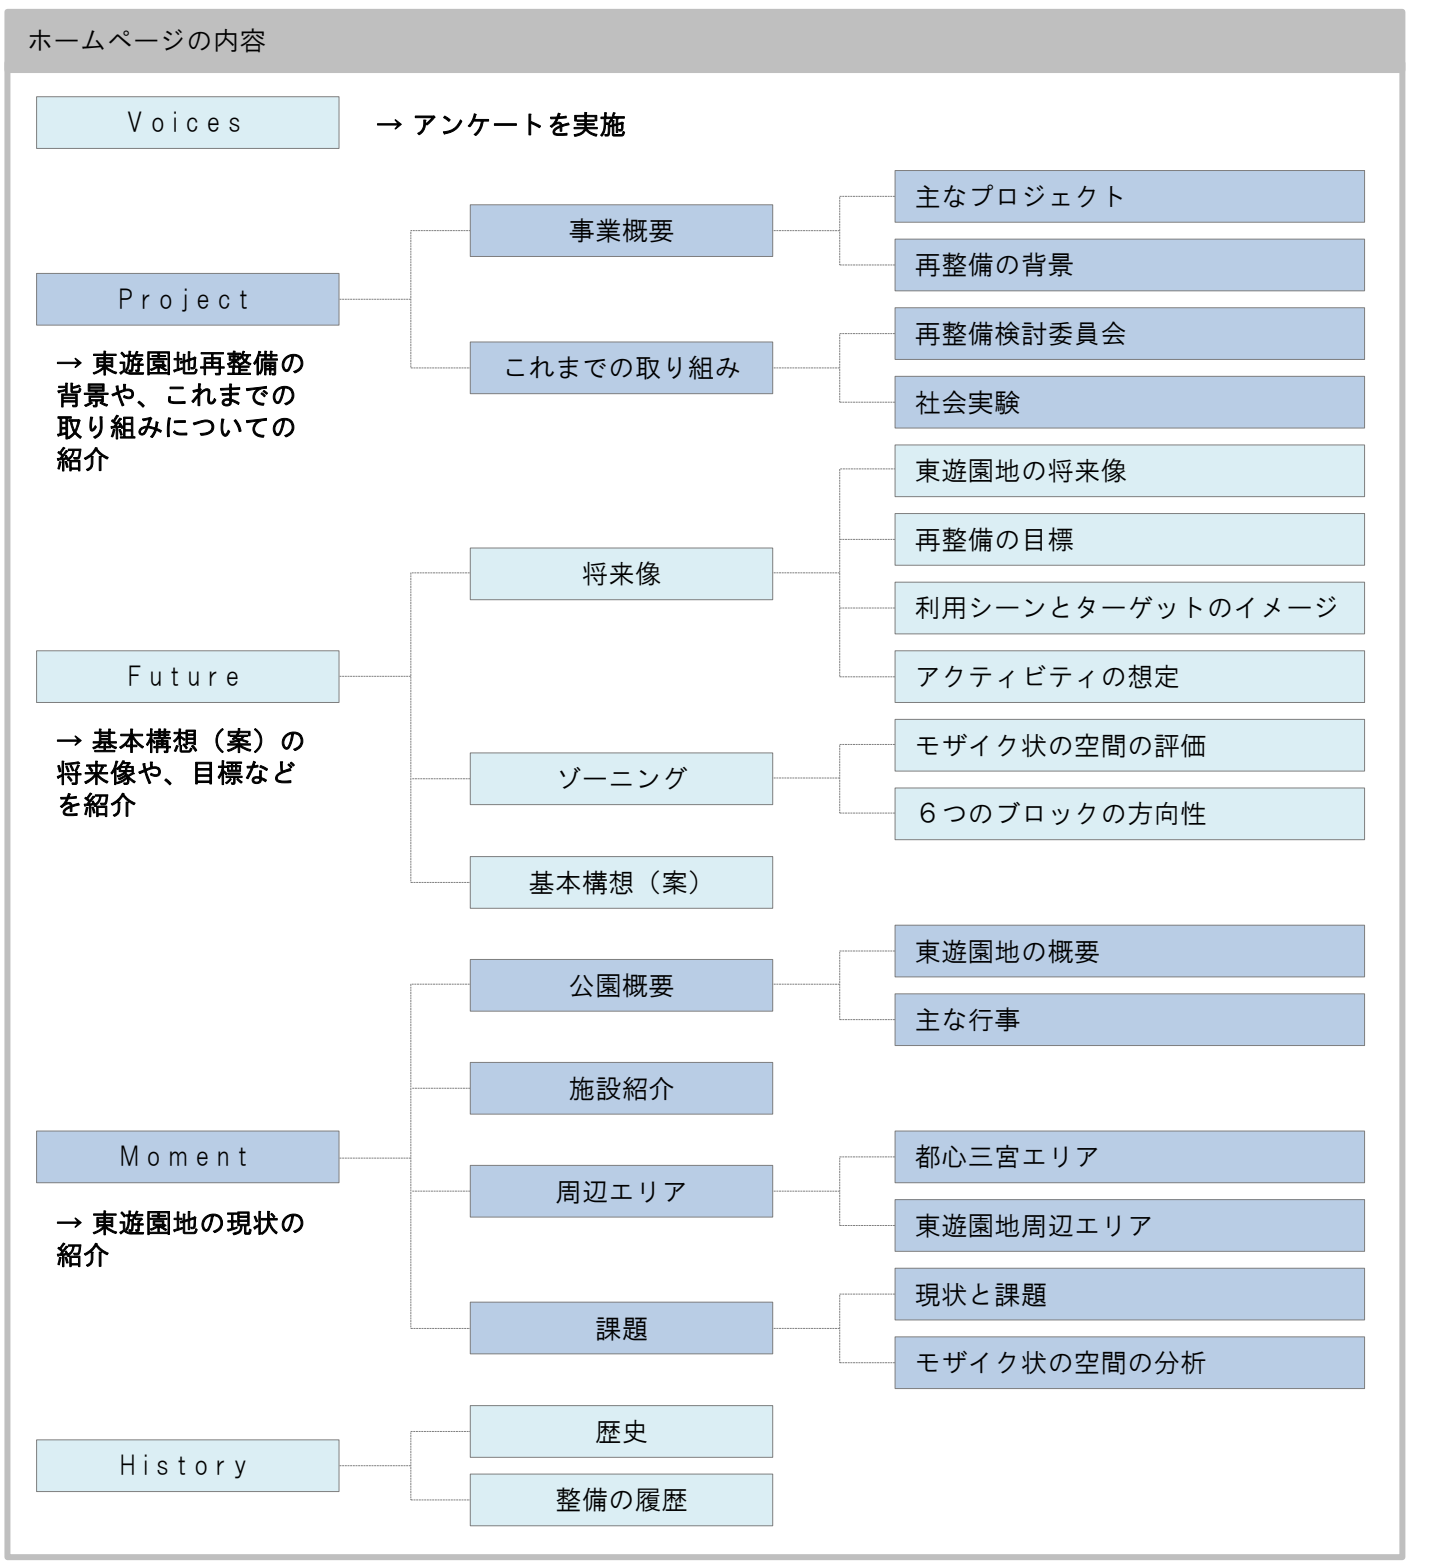 ホームページの内容
Voices
→ アンケートを実施
Project
→ 東遊園地再整備の
背景や、これまでの
取り組みについての
紹介
事業概要
主なプロジェクト
再整備の背景
これまでの取り組み
再整備検討委員会
社会実験
Future
→ 基本構想（案）の
将来像や、目標など
を紹介
将来像
東遊園地の将来像
再整備の目標
利用シーンとターゲットのイメージ
アクティビティの想定
ゾーニング
モザイク状の空間の評価
６つのブロックの方向性
基本構想（案）
Moment
→ 東遊園地の現状の
紹介
公園概要
東遊園地の概要
主な行事
施設紹介
周辺エリア
都心三宮エリア
東遊園地周辺エリア
課題
現状と課題
モザイク状の空間の分析
History
歴史
整備の履歴